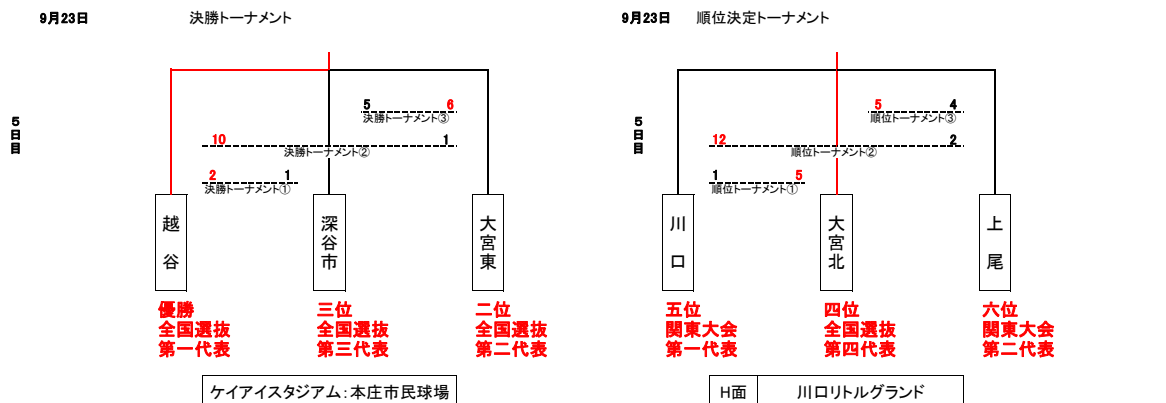 9月23日 決勝トーナメント
5日目
5 6
決勝トーナメント③
10 1
決勝トーナメント②
2 1
決勝トーナメント①
越谷
深谷市
大宮東
優勝
全国選抜
第一代表
三位
全国選抜
第三代表
二位
全国選抜
第二代表
ケイアイスタジアム:本庄市民球場
9月23日 順位決定トーナメント
5日目
5 4
順位トーナメント③
12 2
順位トーナメント②
1 5
順位トーナメント①
川口
大宮北
上尾
五位
関東大会
第一代表
四位
全国選抜
第四代表
六位
関東大会
第二代表
H面 川口リトルグランド